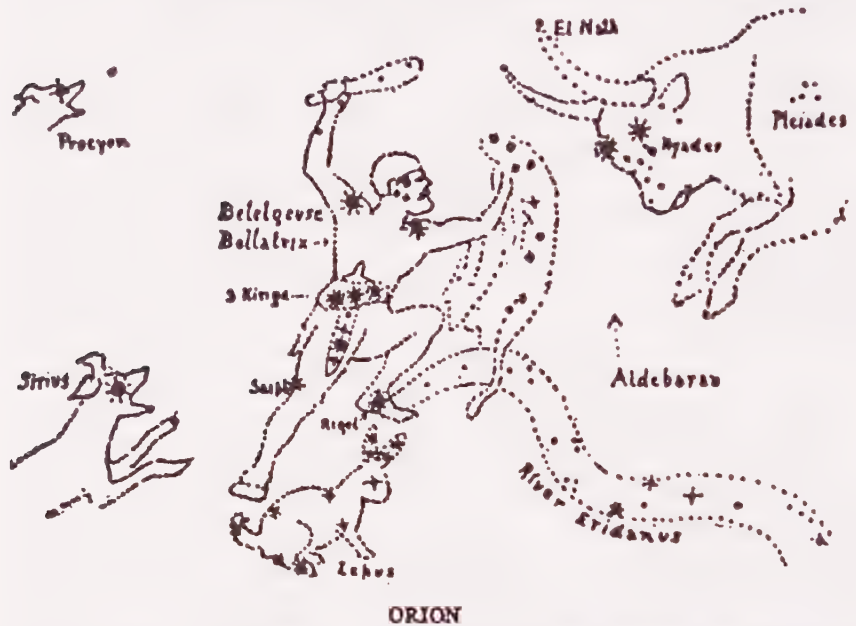 El Nath
Procyon
Pleiades
Hyades
Betelgeuse
Bellatrix
3 Kings
Sirius
Saiph
Aldebaran
Rigel
River Eridanus
Lepus
ORION